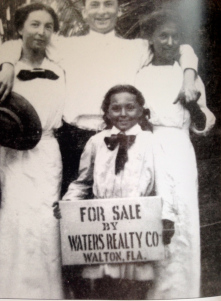 FOR SALE
BY
WATERS REALTY CO
WALTON, FLA.